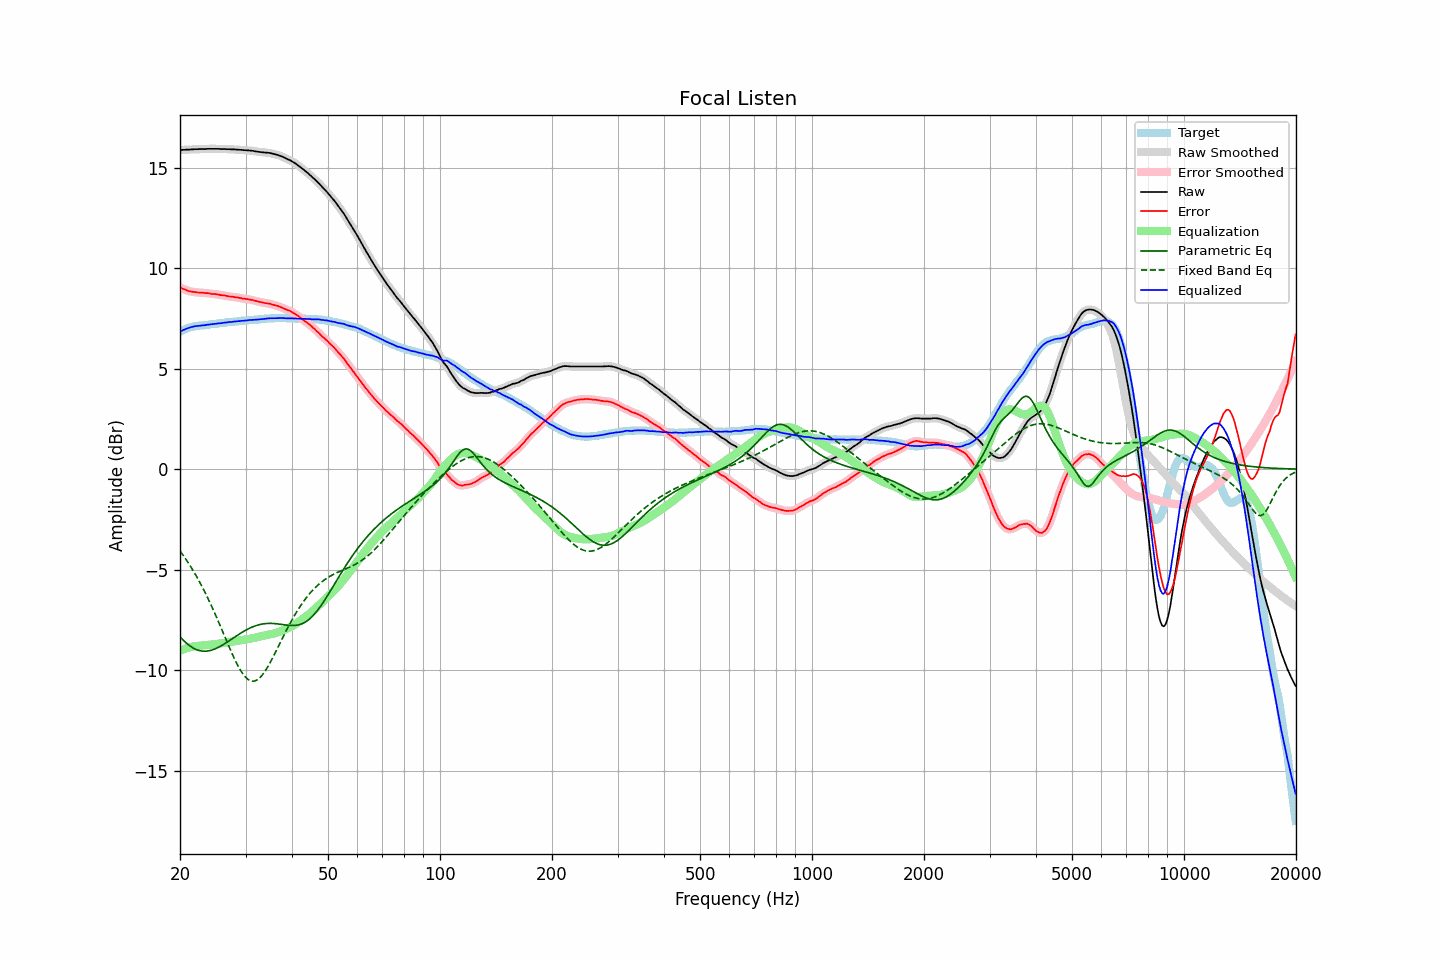 Focal Listen
Target
Raw Smoothed
Error Smoothed
Raw
Error
Equalization
Parametric Eq
Fixed Band Eq
Equalized
15
10
5
0
−5
−10
−15
Amplitude (dBr)
20
50
100
200
500
1000
2000
5000
10000
20000
Frequency (Hz)